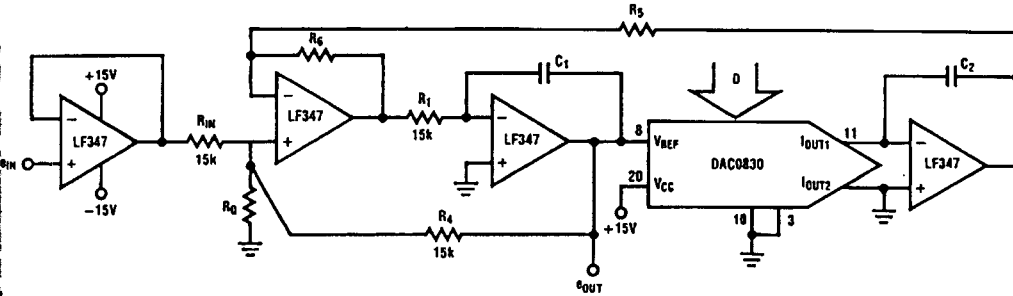 R5
R6
C1
C2
+15V
D
LF347
−
+
eIN
−15V
RIN
15k
RQ
LF347
−
+
R1
15k
LF347
−
+
R4
15k
eOUT
8
VREF
20
VCC
+15V
DAC0830
10
3
11
IOUT1
IOUT2
LF347
−
+